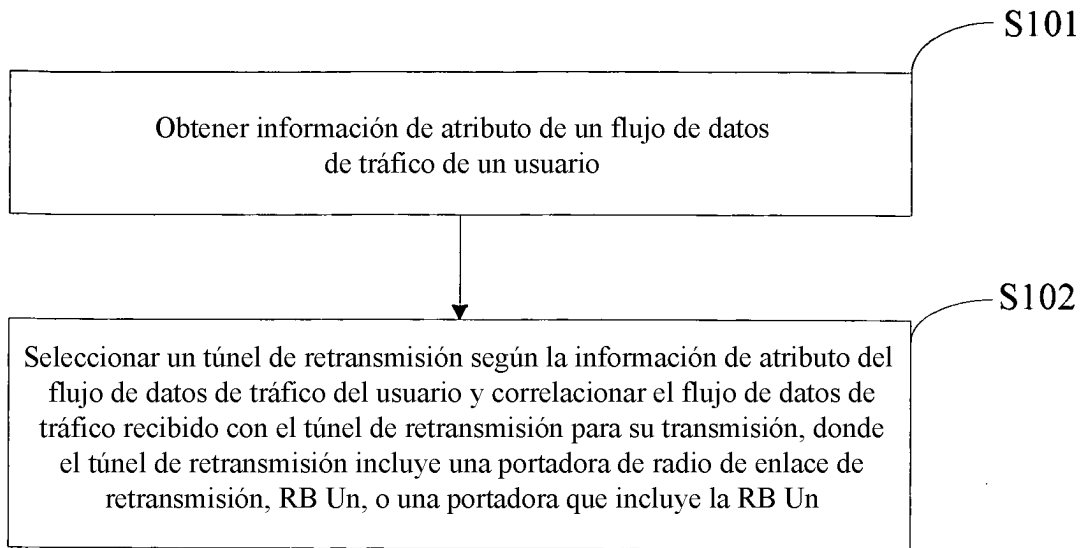 S101
Obtener información de atributo de un flujo de datos
de tráfico de un usuario
S102
Seleccionar un túnel de retransmisión según la información de atributo del
flujo de datos de tráfico del usuario y correlacionar el flujo de datos de
tráfico recibido con el túnel de retransmisión para su transmisión, donde
el túnel de retransmisión incluye una portadora de radio de enlace de
retransmisión, RB Un, o una portadora que incluye la RB Un